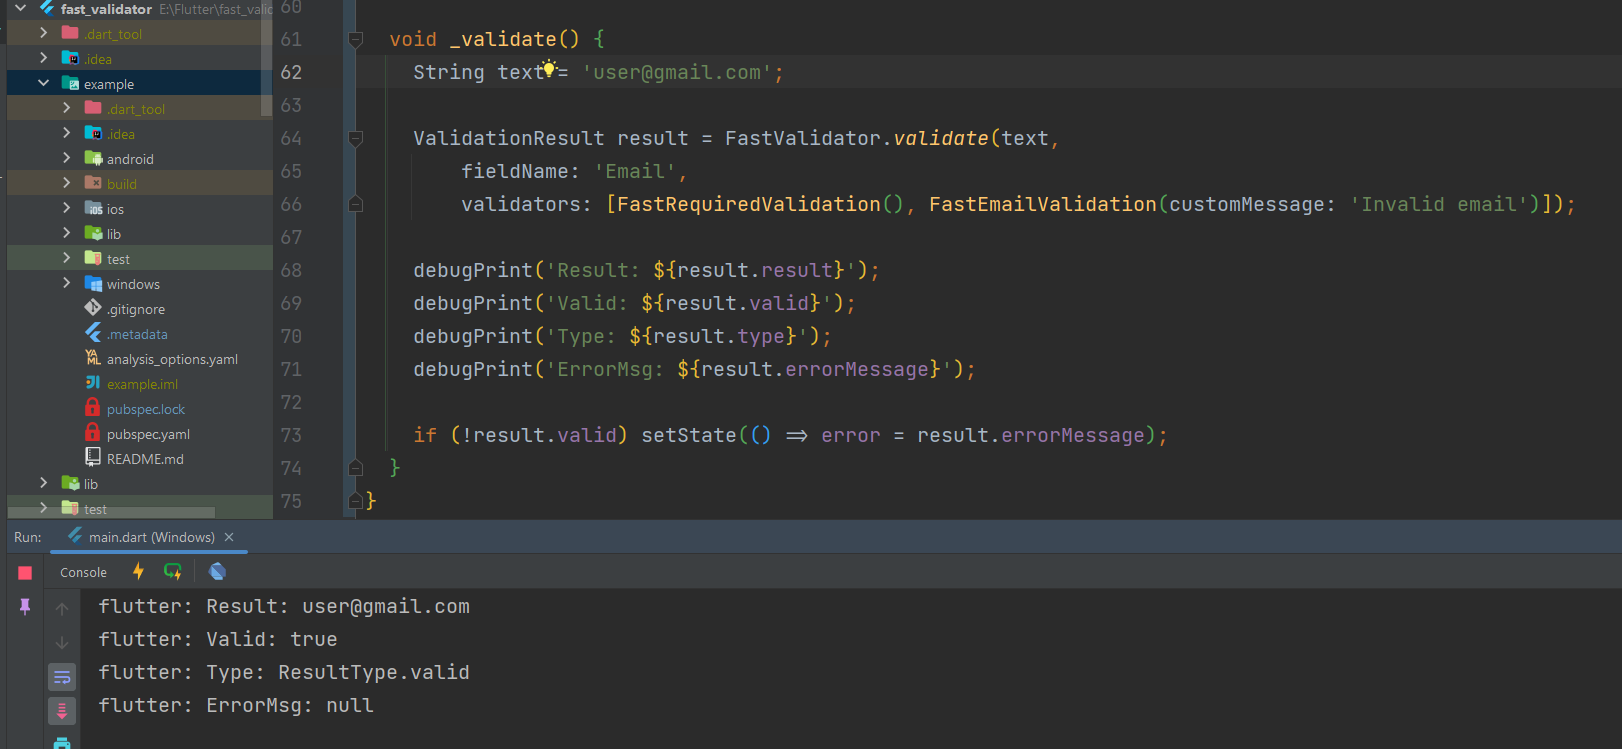 fast_validator E:\Flutter\fast_valid
.dart_tool
.idea
example
.dart_tool
.idea
android
build
ios
lib
test
windows
.gitignore
.metadata
analysis_options.yaml
example.iml
pubspec.lock
pubspec.yaml
README.md
lib
test
60
61 void _validate() {
62 String text = 'user@gmail.com';
63
64 ValidationResult result = FastValidator.validate(text,
65 fieldName: 'Email',
66 validators: [FastRequiredValidation(), FastEmailValidation(customMessage: 'Invalid email')]);
67
68 debugPrint('Result: ${result.result}');
69 debugPrint('Valid: ${result.valid}');
70 debugPrint('Type: ${result.type}');
71 debugPrint('ErrorMsg: ${result.errorMessage}');
72
73 if (!result.valid) setState(() => error = result.errorMessage);
74 }
75 }
Run: main.dart (Windows)
Console
flutter: Result: user@gmail.com
flutter: Valid: true
flutter: Type: ResultType.valid
flutter: ErrorMsg: null